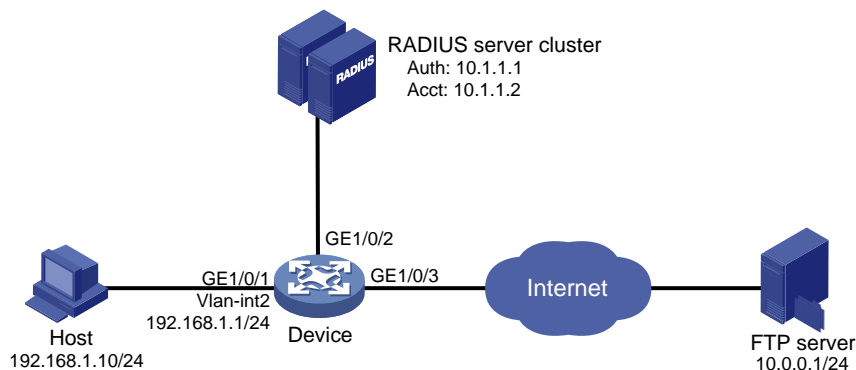 RADIUS server cluster
Auth: 10.1.1.1
Acct: 10.1.1.2
RADIUS
GE1/0/2
GE1/0/1
GE1/0/3
Vlan-int2
192.168.1.1/24
Device
Internet
Host
192.168.1.10/24
FTP server
10.0.0.1/24